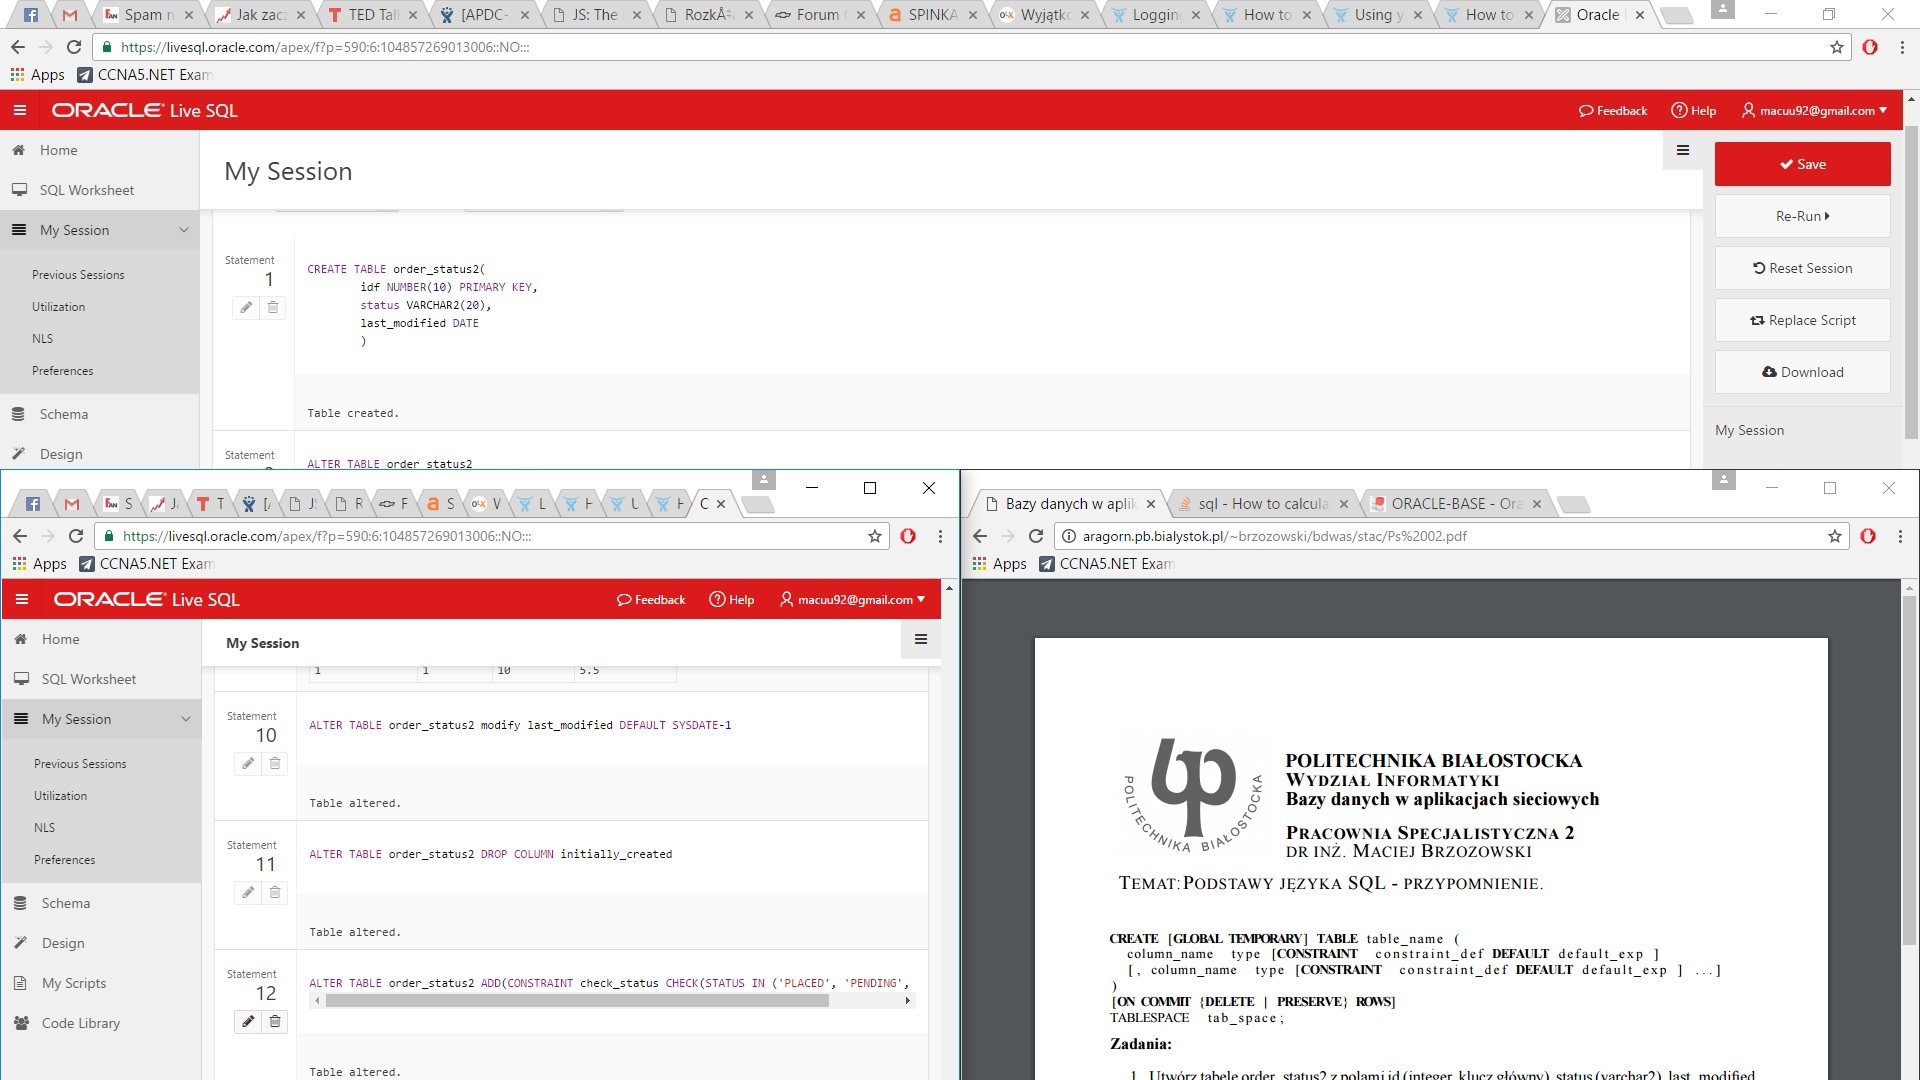 Spam n
Jak zacz
TED Tal
[APDC-
JS: The
RozkÅ‡
Forum
SPINKA
Wyjątk
Logging
How to
Using y
How to
Oracle
https://livesql.oracle.com/apex/f?p=590:6:104857269013006::NO:::
Apps
CCNA5.NET Exam
ORACLE Live SQL
Feedback
Help
macuu92@gmail.com
Home
SQL Worksheet
My Session
Previous Sessions
Utilization
NLS
Preferences
Schema
Design
My Session
Statement
1
CREATE TABLE order_status2(
idf NUMBER(10) PRIMARY KEY,
status VARCHAR2(20),
last_modified DATE
)
Table created.
Statement
ALTER TABLE order_status2
Save
Re-Run
Reset Session
Replace Script
Download
My Session
https://livesql.oracle.com/apex/f?p=590:6:104857269013006::NO:::
Apps
CCNA5.NET Exam
ORACLE Live SQL
Feedback
Help
macuu92@gmail.com
Home
SQL Worksheet
My Session
Previous Sessions
Utilization
NLS
Preferences
Schema
Design
My Scripts
Code Library
My Session
1 1 10 5.5
Statement
10
ALTER TABLE order_status2 modify last_modified DEFAULT SYSDATE-1
Table altered.
Statement
11
ALTER TABLE order_status2 DROP COLUMN initially_created
Table altered.
Statement
12
ALTER TABLE order_status2 ADD(CONSTRAINT check_status CHECK(STATUS IN ('PLACED', 'PENDING',
Table altered.
Bazy danych w aplik
sql - How to calcula
ORACLE-BASE - Ora
aragorn.pb.bialystok.pl/~brzozowski/bdwas/stac/Ps%2002.pdf
Apps
CCNA5.NET Exam
POLITECHNIKA BIAŁOSTOCKA
POLITECHNIKA BIAŁOSTOCKA
WYDZIAŁ INFORMATYKI
Bazy danych w aplikacjach sieciowych
PRACOWNIA SPECJALISTYCZNA 2
DR INŻ. MACIEJ BRZOZOWSKI
TEMAT: PODSTAWY JĘZYKA SQL - PRZYPOMNIENIE.
CREATE [GLOBAL TEMPORARY] TABLE table_name (
column_name type [CONSTRAINT constraint_def DEFAULT default_exp ]
[, column_name type [CONSTRAINT constraint_def DEFAULT default_exp ] ...]
)
[ON COMMIT {DELETE | PRESERVE} ROWS]
TABLESPACE tab_space;
Zadania:
1. Utwórz tabelę order_status2 z polami id (integer, klucz główny), status (varchar2), last_modified